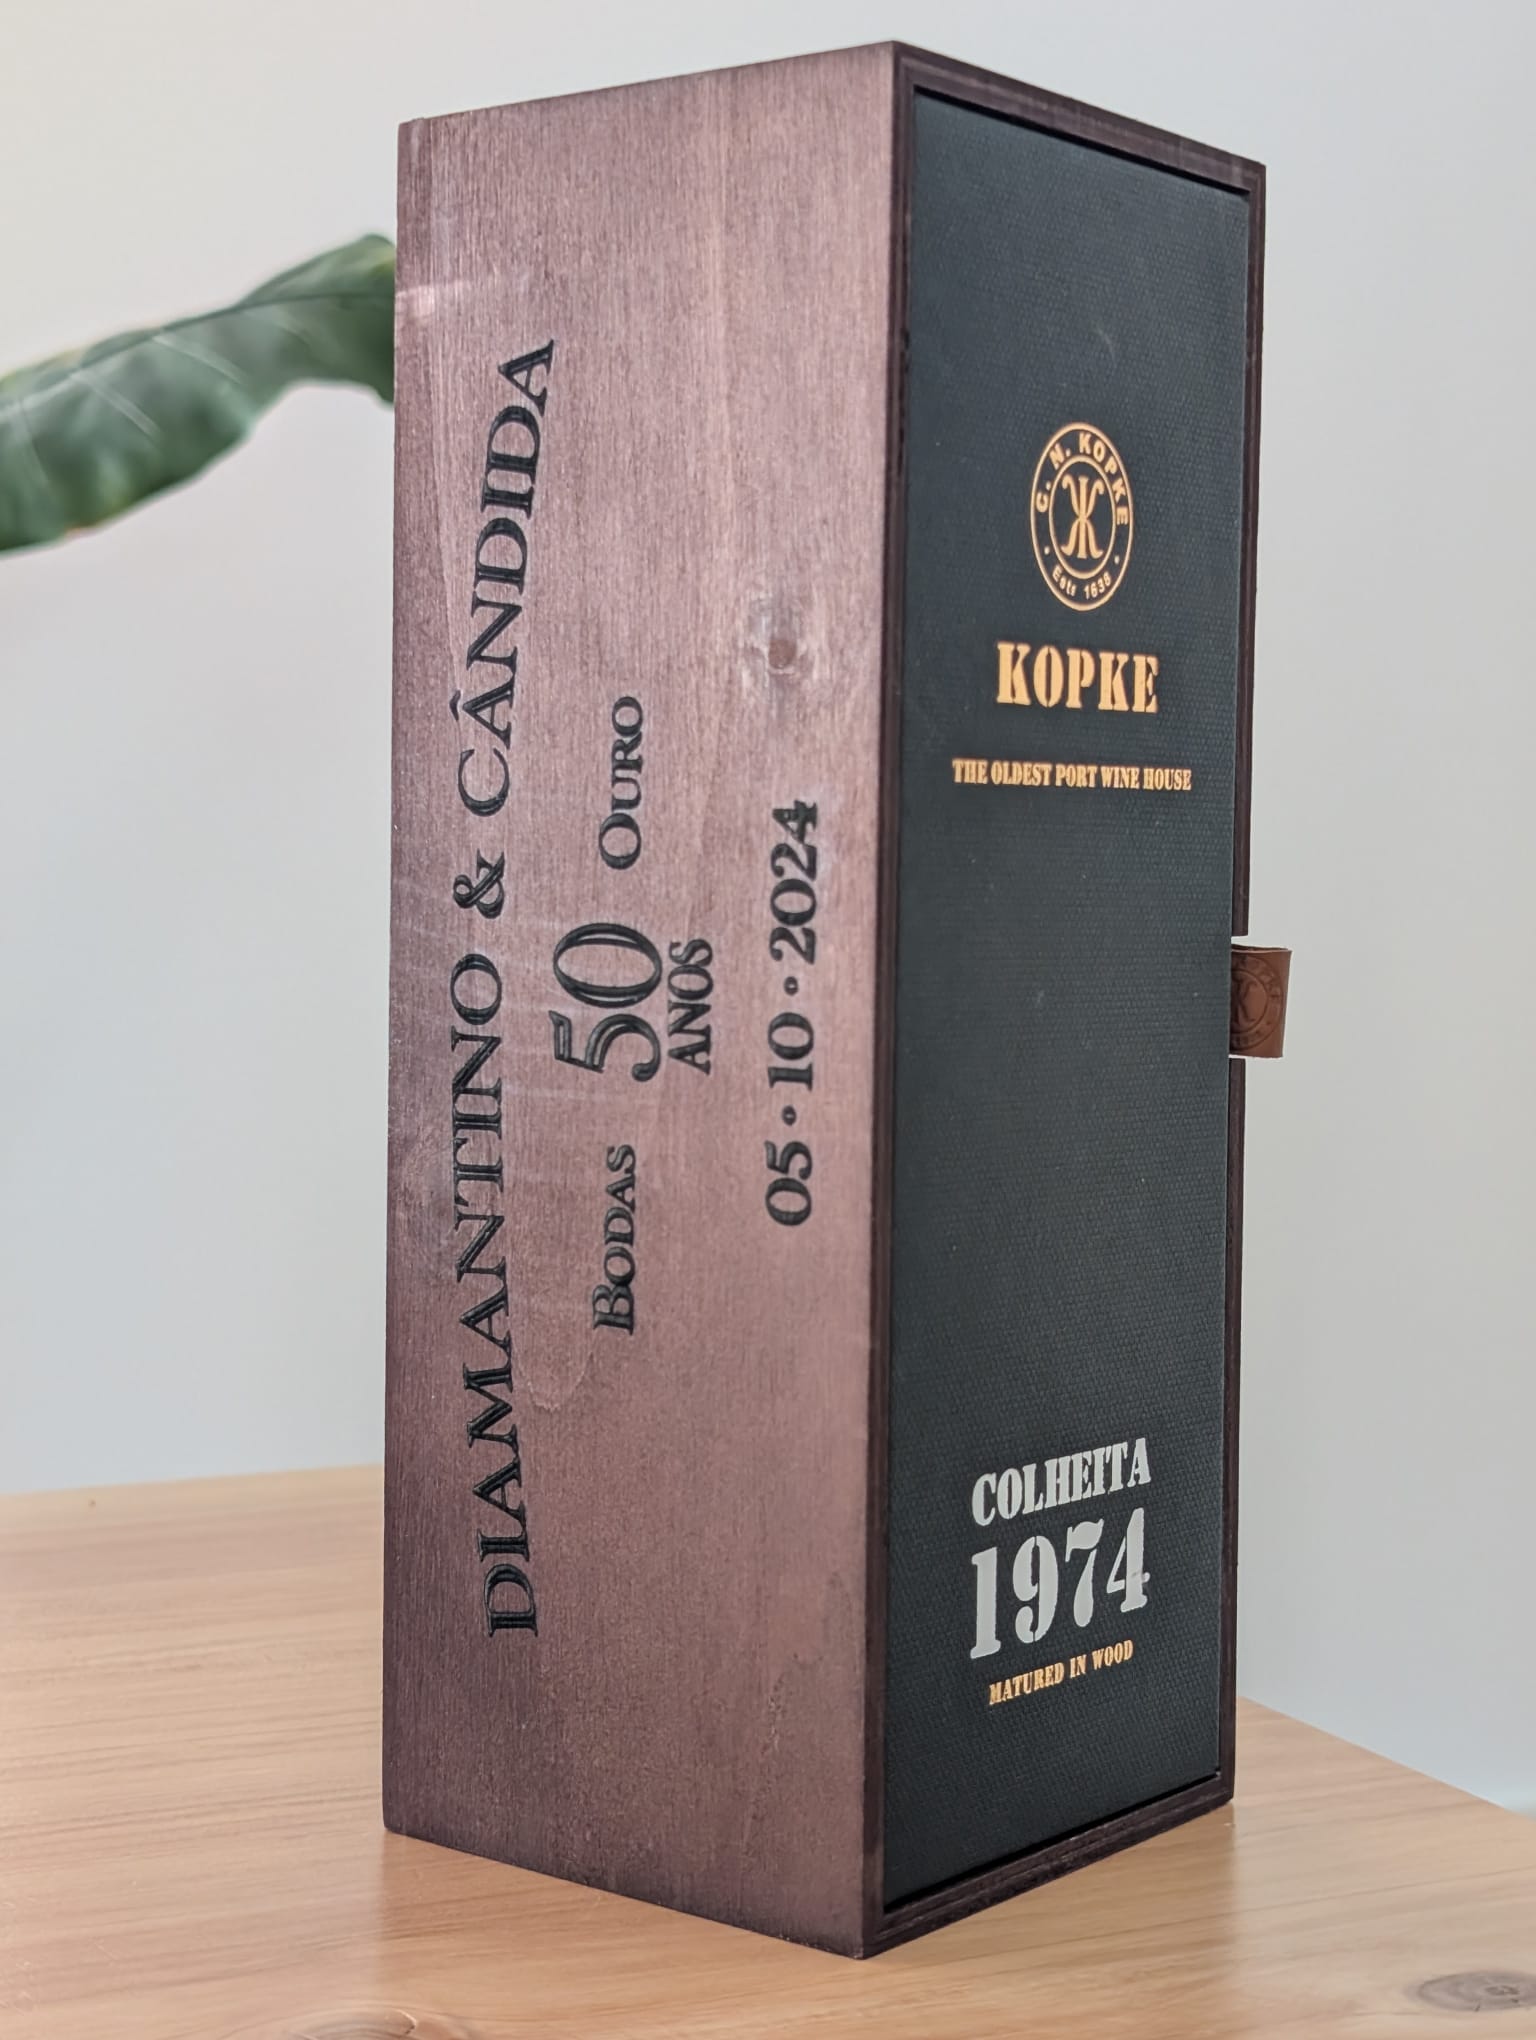 DIAMANTINO & CÂNDIDA
BODAS 50 OURO
ANOS
05•10•2024
C. N. KOPKE
• Estd 1638 •
KOPKE
THE OLDEST PORT WINE HOUSE
COLHEITA
1974
MATURED IN WOOD